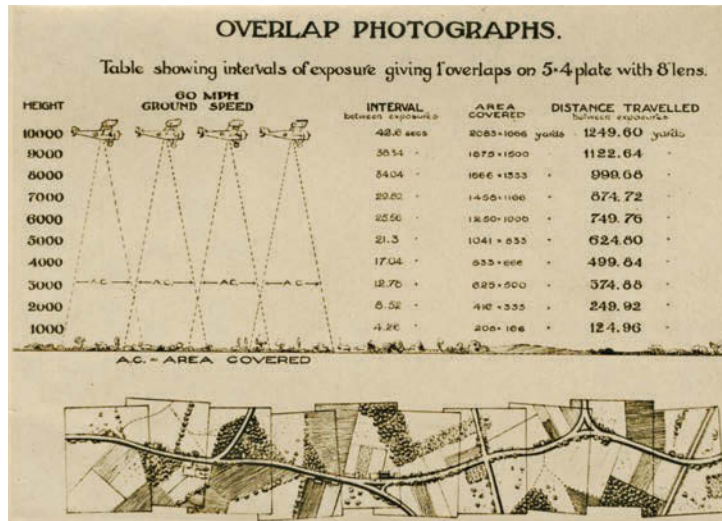 OVERLAP PHOTOGRAPHS.
Table showing intervals of exposure giving 1" overlaps on 5×4 plate with 8" lens.
60 MPH
HEIGHT GROUND SPEED INTERVAL AREA DISTANCE TRAVELLED
between exposures COVERED between exposures
10000 42.6 secs 2083×1666 yards 1249.60 yards
9000 38.34 " 1875×1500 " 1122.64 "
8000 34.04 " 1666×1333 " 999.68 "
7000 29.82 " 1458×1166 " 874.72 "
6000 25.56 " 1250×1000 " 749.76 "
5000 21.3 " 1041×833 " 624.80 "
4000 17.04 " 833×666 " 499.84 "
3000 A.C. A.C. A.C. A.C. 12.78 " 625×500 " 374.88 "
2000 8.52 " 416×333 " 249.92 "
1000 4.26 " 208×166 " 124.96 "
A.C. = AREA COVERED